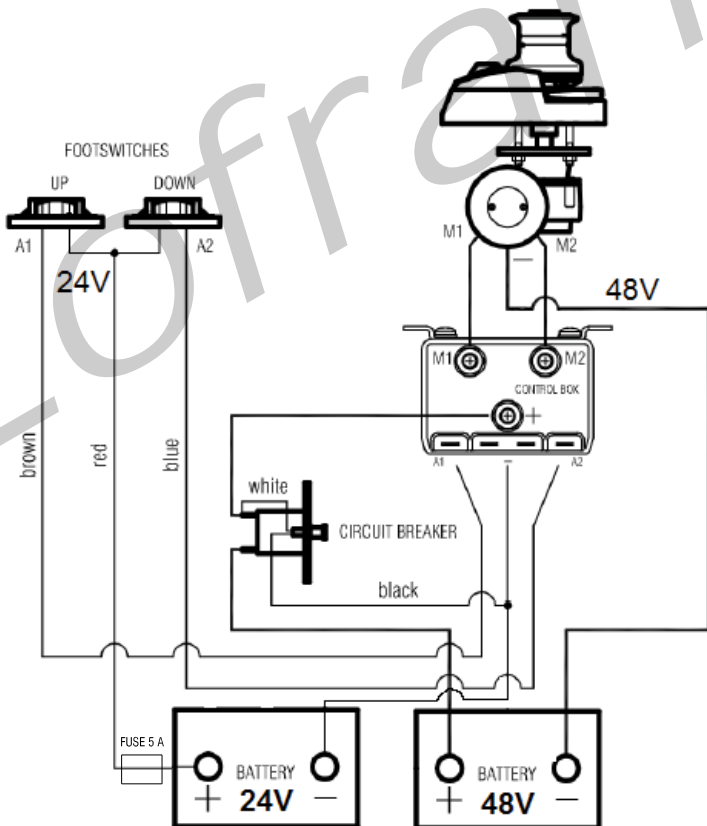 Lofran
FOOTSWITCHES
UP
DOWN
A1
A2
24V
M1
M2
−
48V
M1
M2
CONTROL BOX
+
A1
−
A2
brown
red
blue
white
CIRCUIT BREAKER
black
FUSE 5 A
BATTERY
+ 24V −
BATTERY
+ 48V −